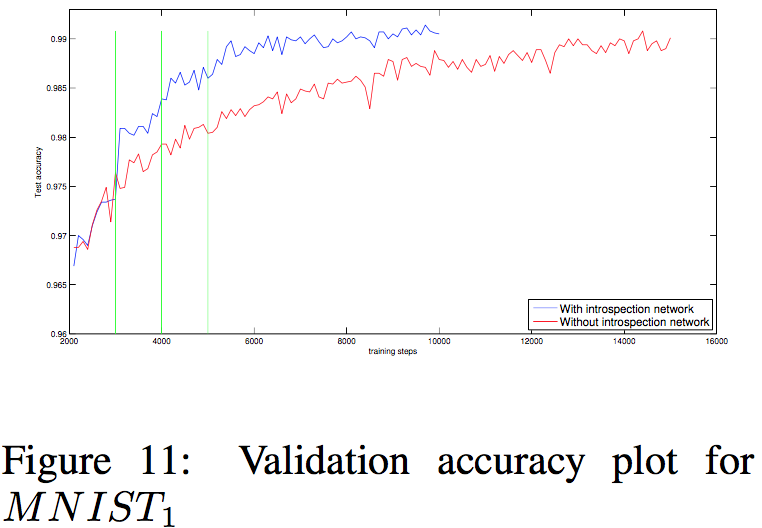 0.99
0.985
0.98
0.975
0.97
0.965
0.96
Test accuracy
2000 4000 6000 8000 10000 12000 14000 16000
training steps
With introspection network
Without introspection network
Figure 11: Validation accuracy plot for
MNIST₁